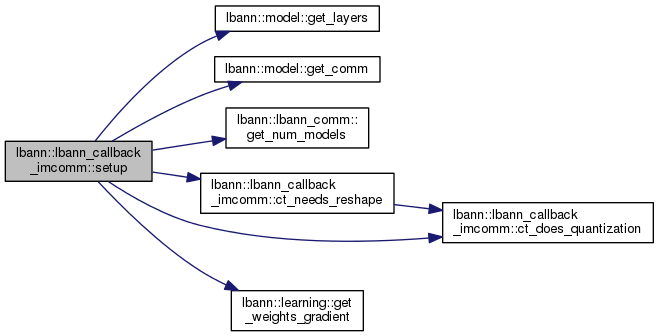 lbann::model::get_layers
lbann::model::get_comm
lbann::lbann_comm::
get_num_models
lbann::lbann_callback
_imcomm::setup
lbann::lbann_callback
_imcomm::ct_needs_reshape
lbann::lbann_callback
_imcomm::ct_does_quantization
lbann::learning::get
_weights_gradient